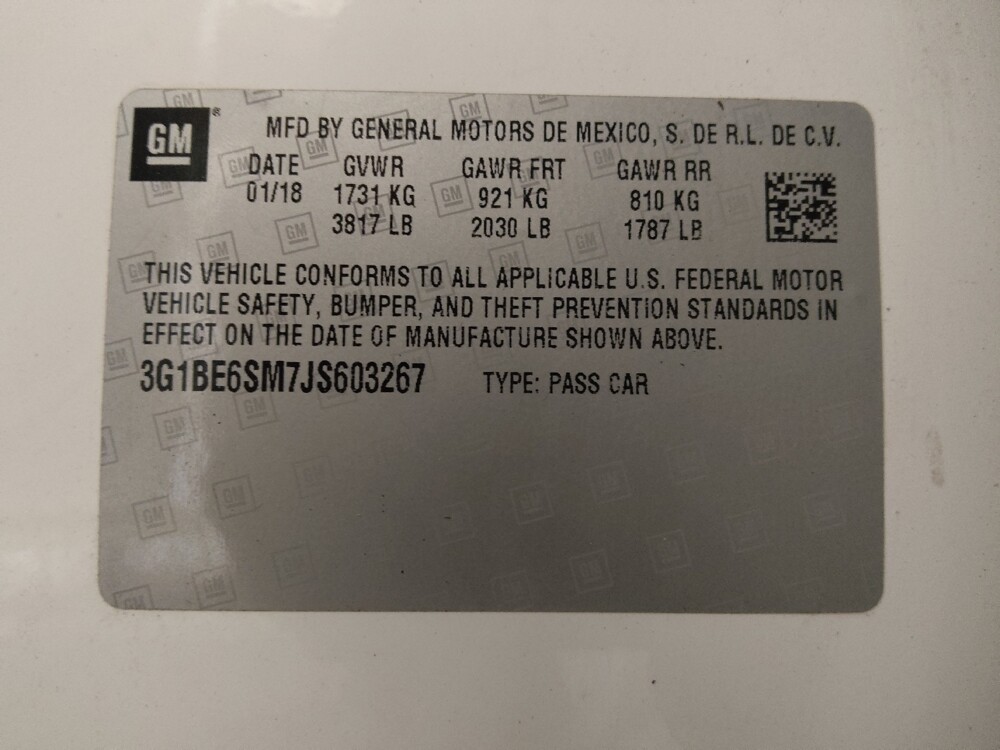 GM® MFD BY GENERAL MOTORS DE MEXICO, S. DE R.L. DE C.V.
DATE GVWR GAWR FRT GAWR RR
01/18 1731 KG 921 KG 810 KG
3817 LB 2030 LB 1787 LB
THIS VEHICLE CONFORMS TO ALL APPLICABLE U.S. FEDERAL MOTOR
VEHICLE SAFETY, BUMPER, AND THEFT PREVENTION STANDARDS IN
EFFECT ON THE DATE OF MANUFACTURE SHOWN ABOVE.
3G1BE6SM7JS603267 TYPE: PASS CAR